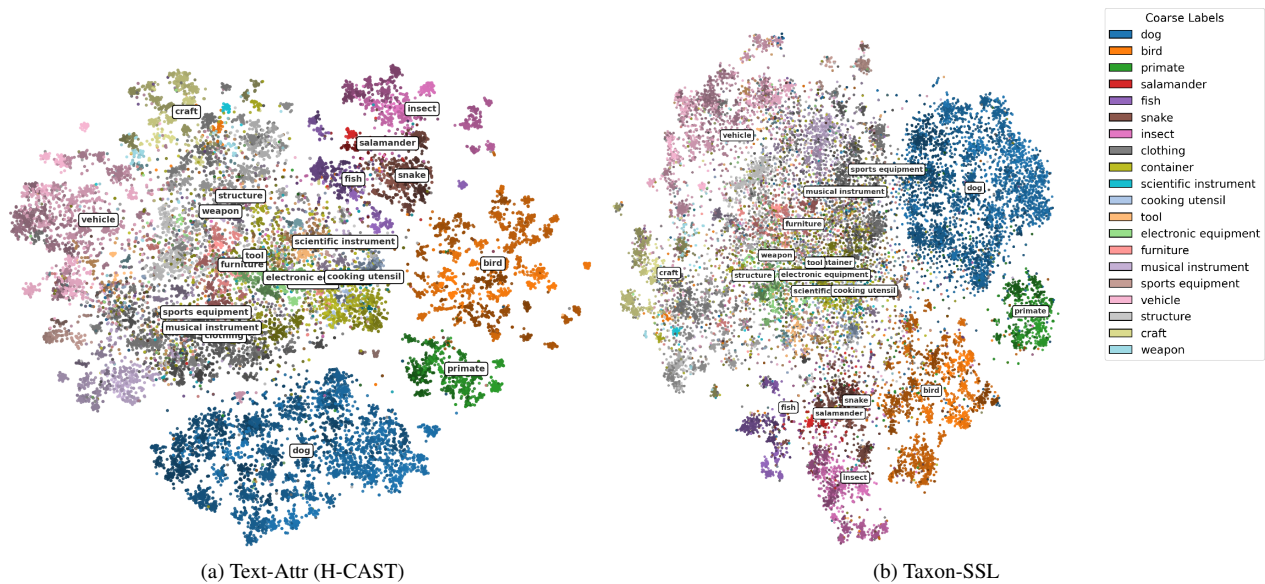 craft
insect
salamander
fish
snake
structure
weapon
vehicle
scientific instrument
tool
furniture
bird
electronic
cooking utensil
sports equipment
musical instrument
clothing
primate
dog
(a) Text-Attr (H-CAST)
vehicle
sports equipment
dog
musical instrument
furniture
weapon
tool
craft
structure
electronic equipment
scientific
cooking utensil
primate
bird
snake
fish
salamander
insect
(b) Taxon-SSL
Coarse Labels
dog
bird
primate
salamander
fish
snake
insect
clothing
container
scientific instrument
cooking utensil
tool
electronic equipment
furniture
musical instrument
sports equipment
vehicle
structure
craft
weapon